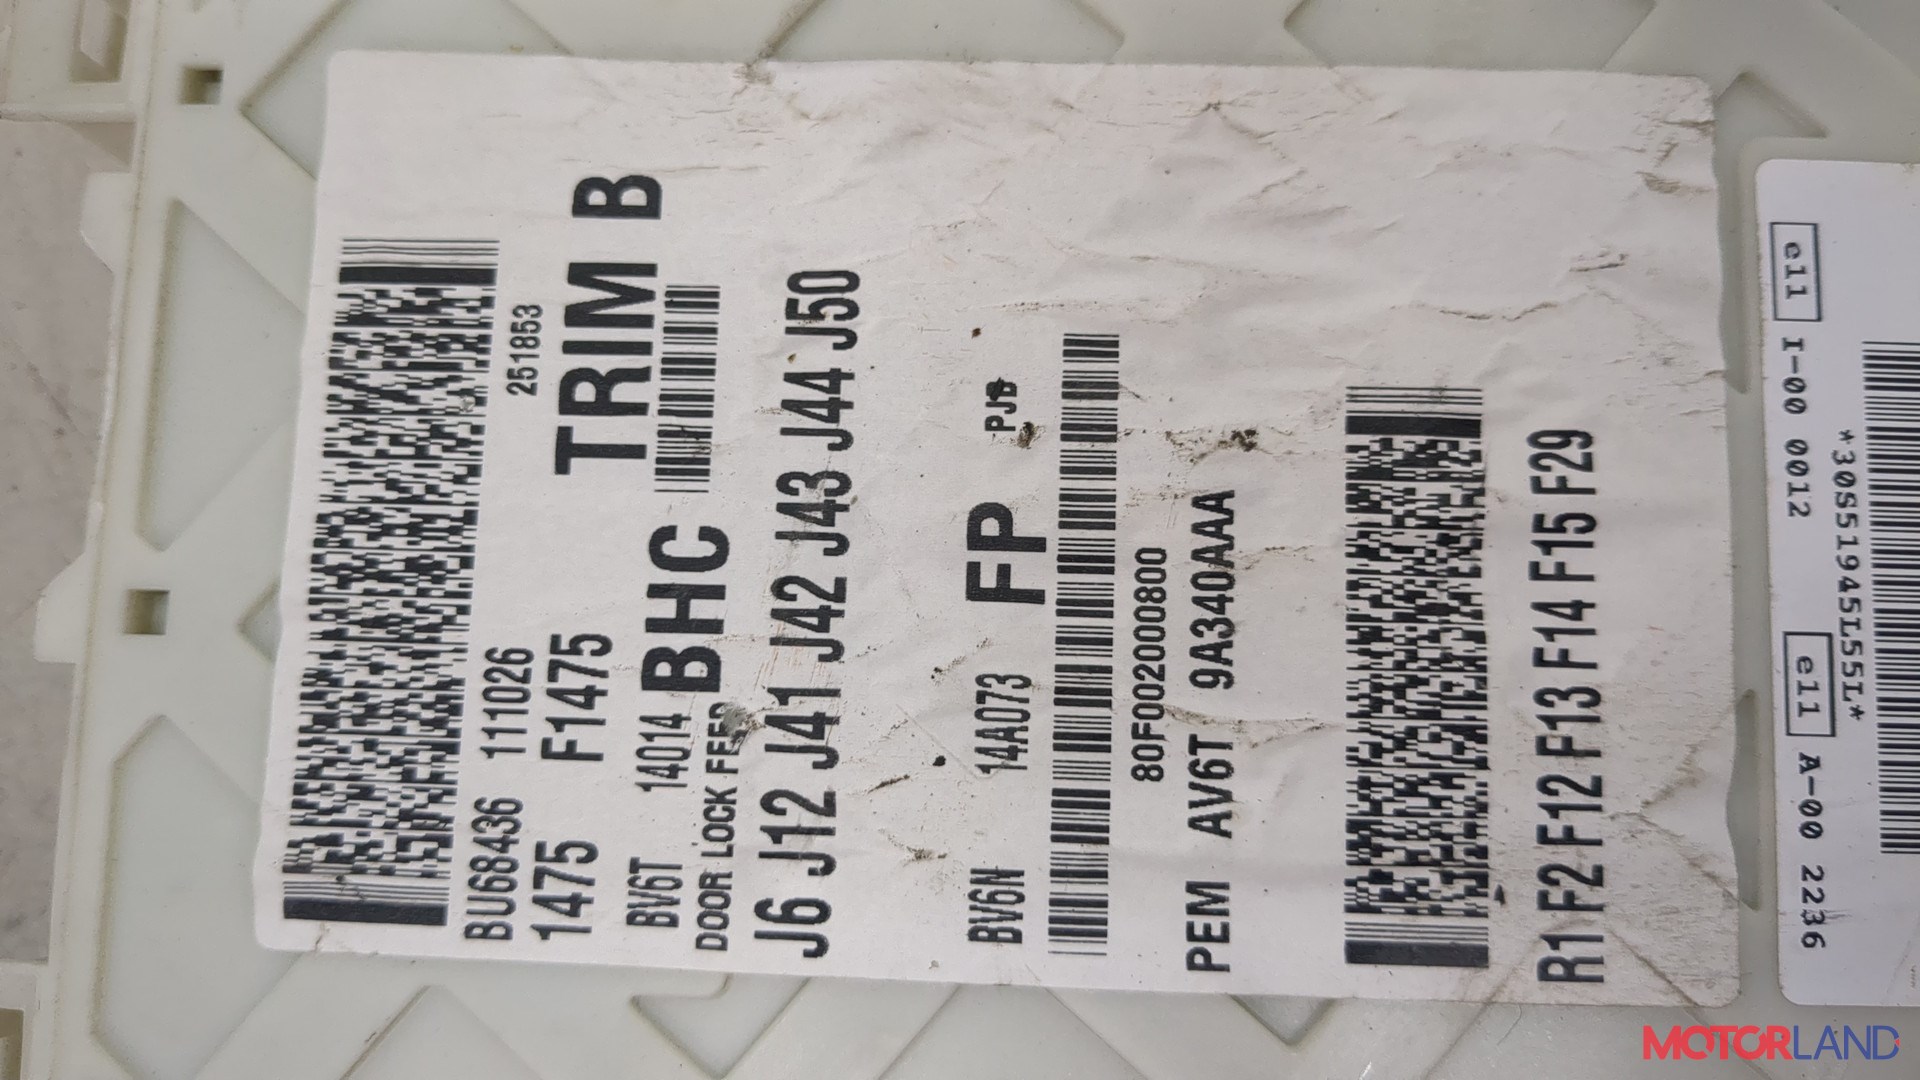 BU68436 111026 251853
1475 F1475 TRIM B
BV6T 14014 BHC
DOOR LOCK FEED
J6 J12 J41 J42 J43 J44 J50
BV6N 14A073 FP
80F002000800
PEM AV6T 9A340AAA
R1 F2 F12 F13 F14 F15 F29
e11 I-00 0012
e11 A-00 2236
*30S51945L55L*
MOTORLAND